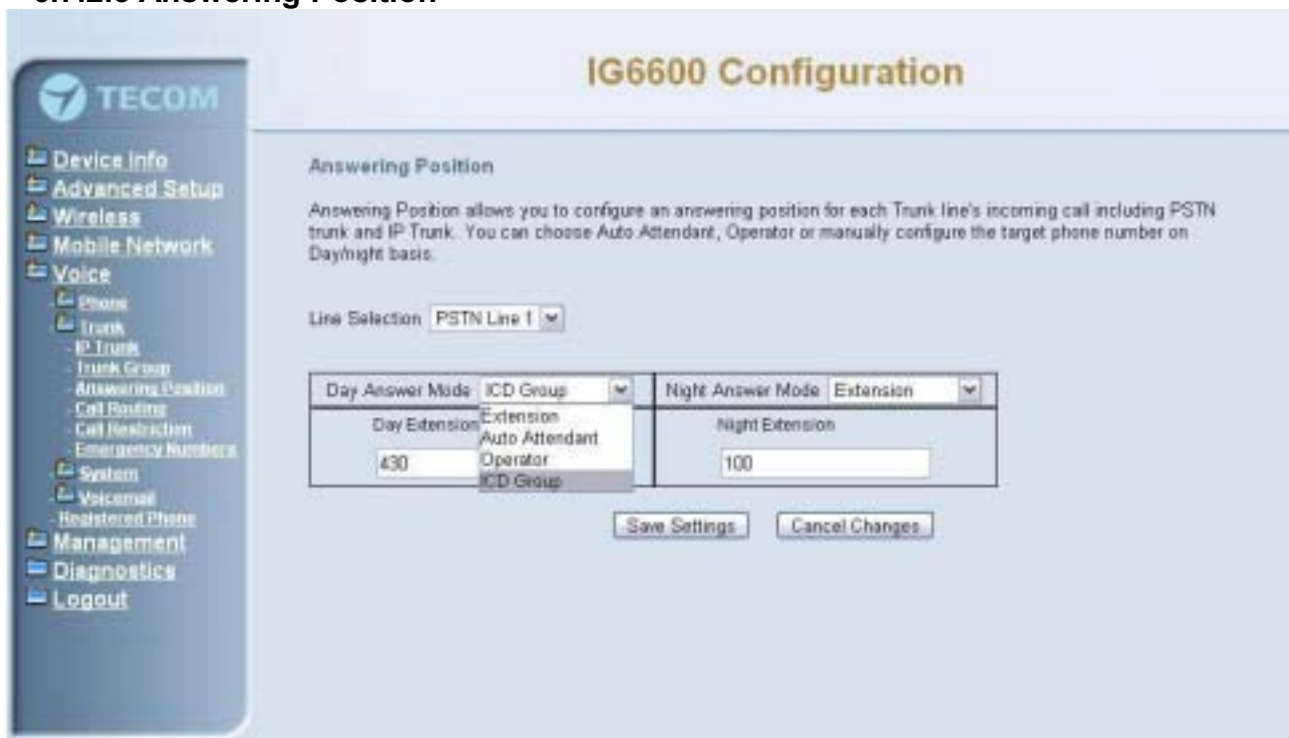 Answering Position
IG6600 Configuration
TECOM
Device Info
Advanced Setup
Wireless
Mobile Network
Voice
Phone
Trunk
IP Trunk
Trunk Group
Answering Position
Call Routing
Call Restriction
Emergency Numbers
System
Voicemail
Registered Phone
Management
Diagnostics
Logout
Answering Position
Answering Position allows you to configure an answering position for each Trunk line's incoming call including PSTN
trunk and IP Trunk. You can choose Auto Attendant, Operator or manually configure the target phone number on
Day/night basis.
Line Selection PSTN Line 1
Day Answer Mode ICD Group Night Answer Mode Extension
Day Extension Night Extension
Extension
Auto Attendant
Operator
ICD Group
430 100
Save Settings Cancel Changes